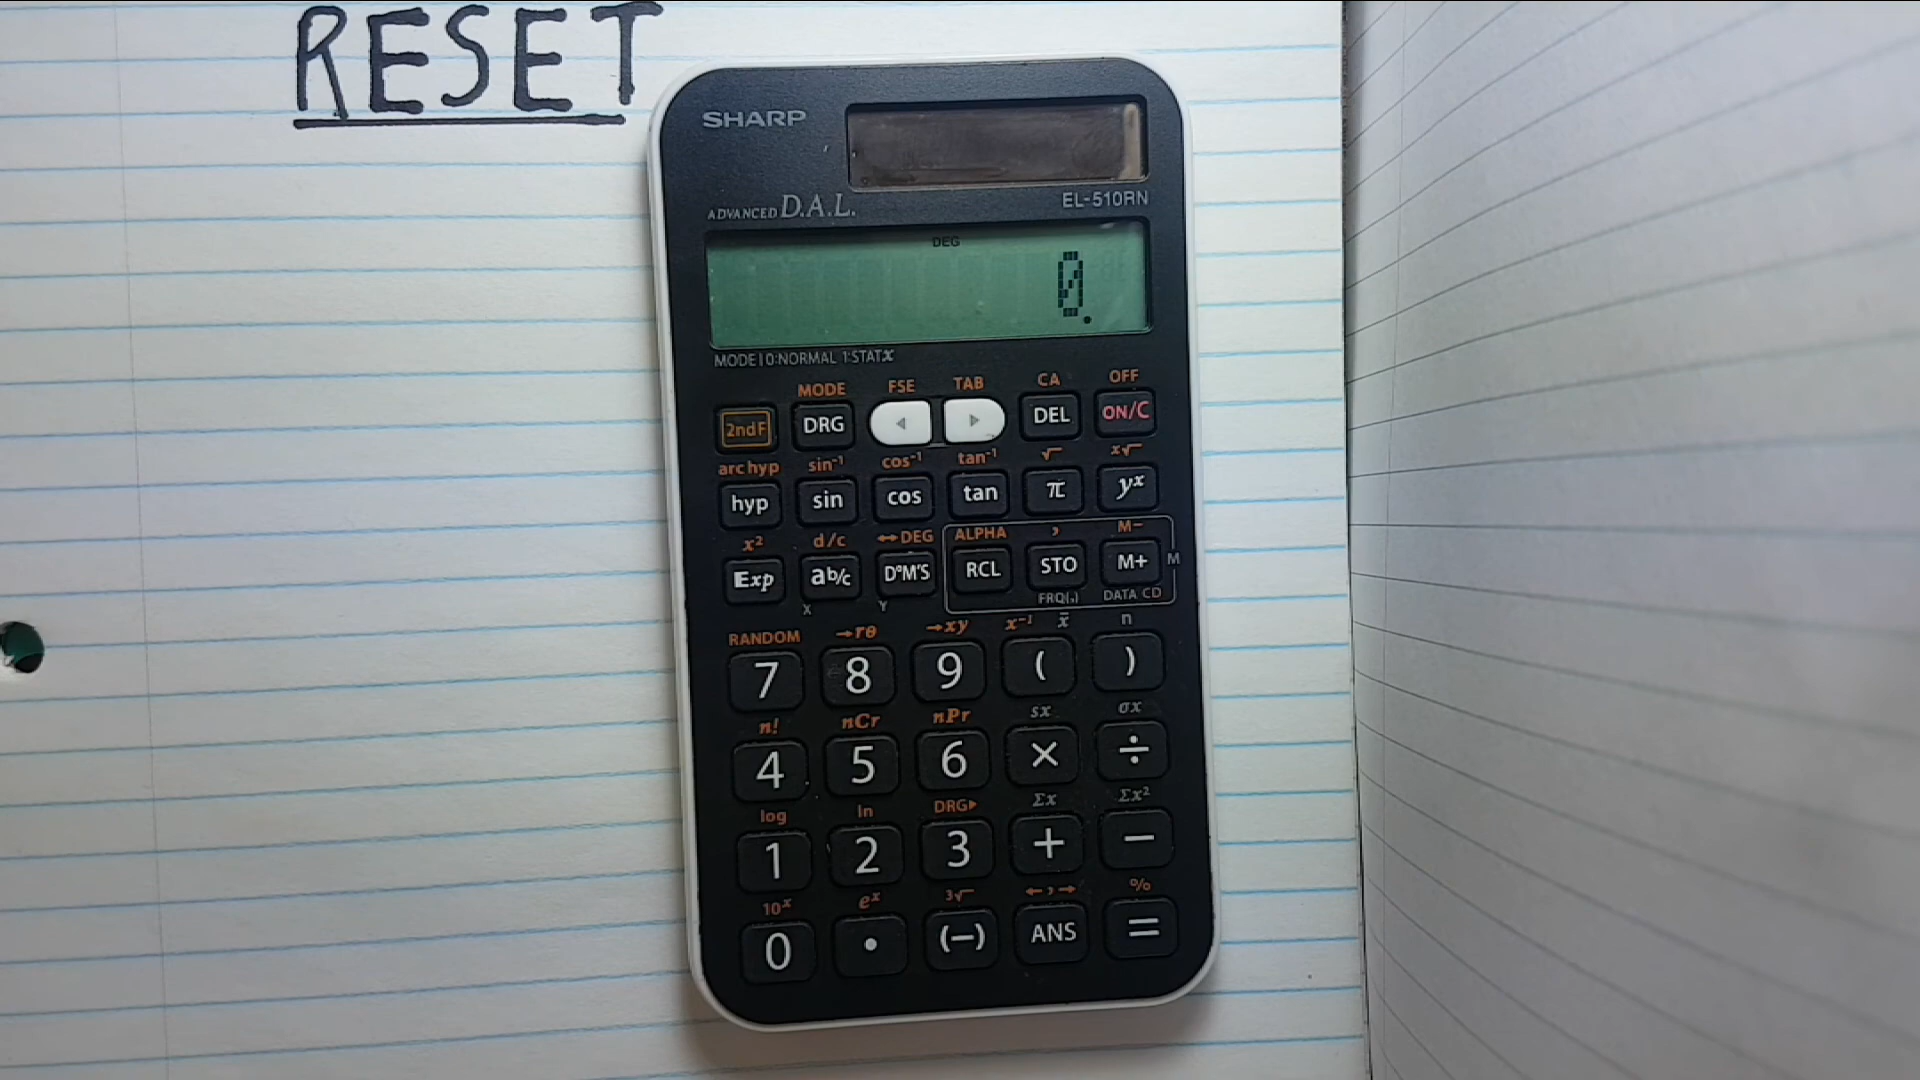 RESET
SHARP
ADVANCED D.A.L.
EL-510RN
DEG
0.
MODE 0:NORMAL 1:STAT x
MODE FSE TAB CA OFF
2ndF DRG ◀ ▶ DEL ON/C
arc hyp sin⁻¹ cos⁻¹ tan⁻¹ √ x√
hyp sin cos tan π yˣ
x² d/c ↔DEG ALPHA , M−
Exp ab/c D°M'S RCL STO M+ M
X Y FRQ(,) DATA CD
RANDOM →rθ →xy x⁻¹ x̄ n
7 8 9 ( )
n! nCr nPr sx σx
4 5 6 × ÷
log ln DRG▶ Σx Σx²
1 2 3 + −
10ˣ eˣ ³√ ←,→ %
0 • (−) ANS =